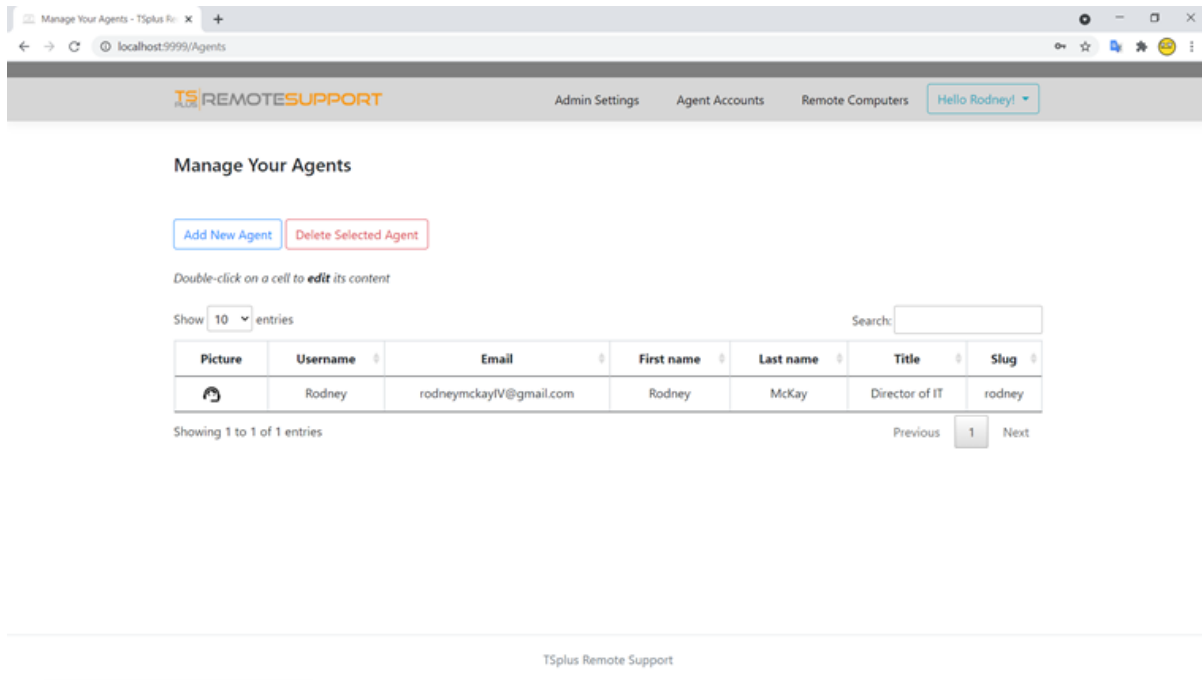 Manage Your Agents - TSplus Re
localhost:9999/Agents
TSPLUS REMOTESUPPORT
Admin Settings
Agent Accounts
Remote Computers
Hello Rodney!
Manage Your Agents
Add New Agent
Delete Selected Agent
Double-click on a cell to edit its content
Show 10 entries
Search:
Picture Username Email First name Last name Title Slug
Rodney rodneymckayIV@gmail.com Rodney McKay Director of IT rodney
Showing 1 to 1 of 1 entries
Previous 1 Next
TSplus Remote Support